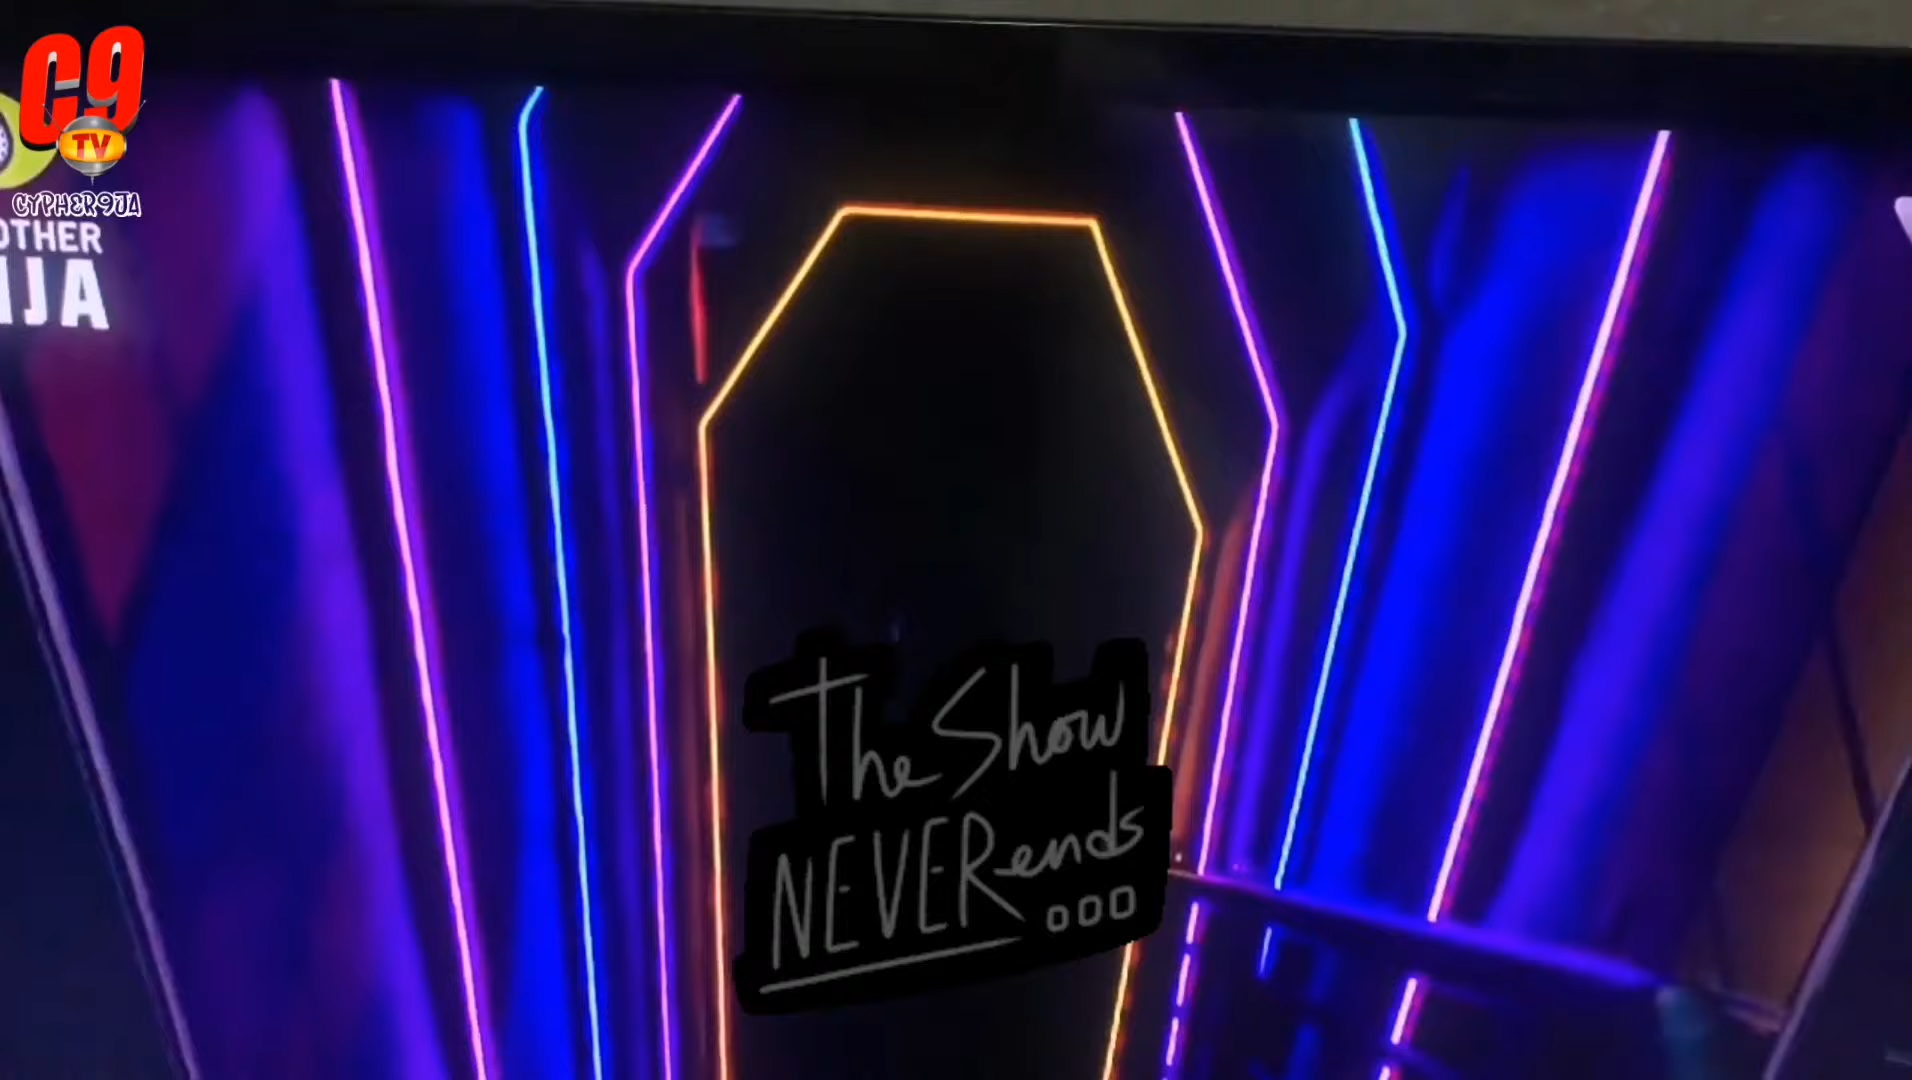 C9
TV
CYPHER9JA
OTHER
IJA
The Show
NEVER ends
...